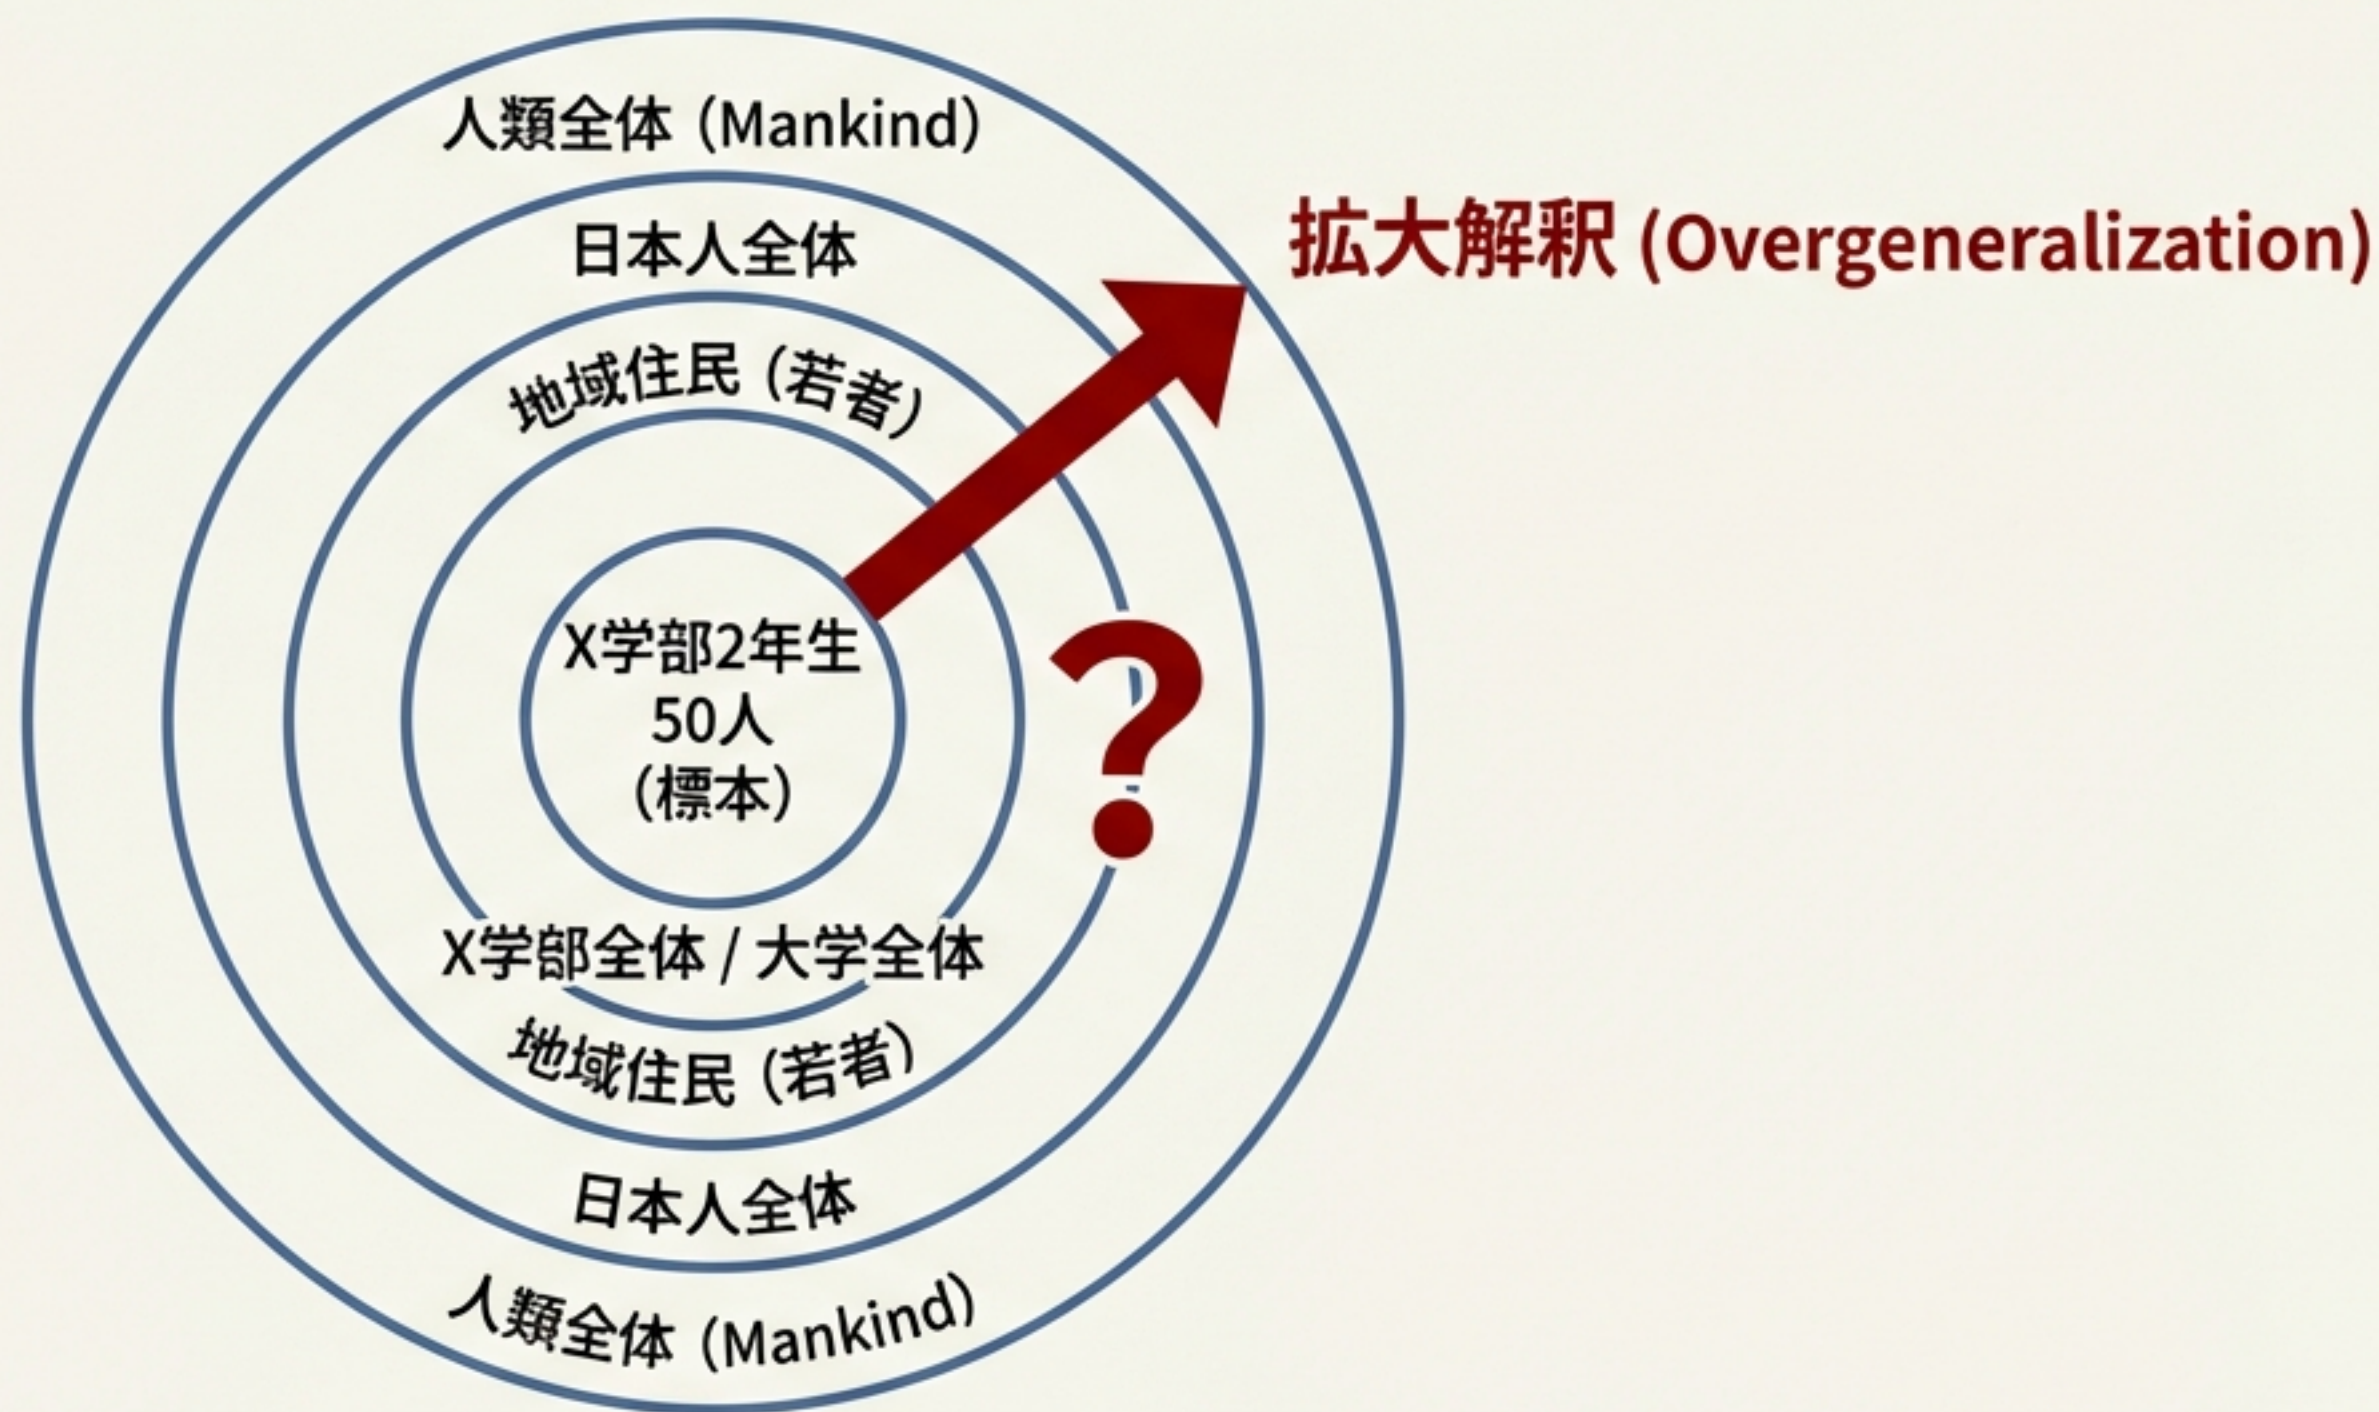 人類全体 (Mankind)
日本人全体
拡大解釈 (Overgeneralization)
地域住民 (若者)
X学部2年生
50人
(標本)
?
X学部全体 / 大学全体
地域住民 (若者)
日本人全体
人類全体 (Mankind)